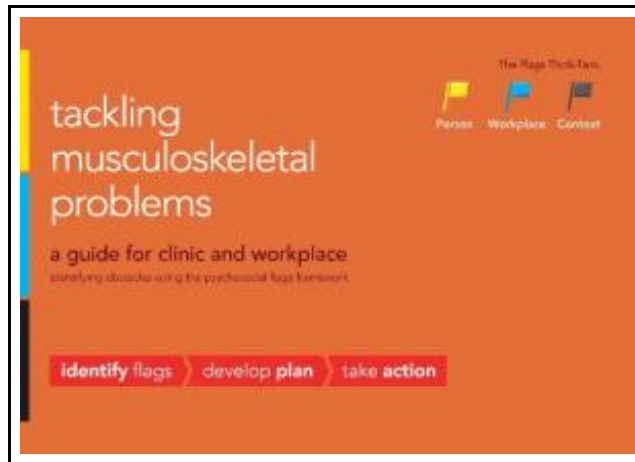 The Flags Think-Tank
Person Workplace Context
tackling
musculoskeletal
problems
a guide for clinic and workplace
identifying obstacles using the psychosocial flags framework
identify flags develop plan take action